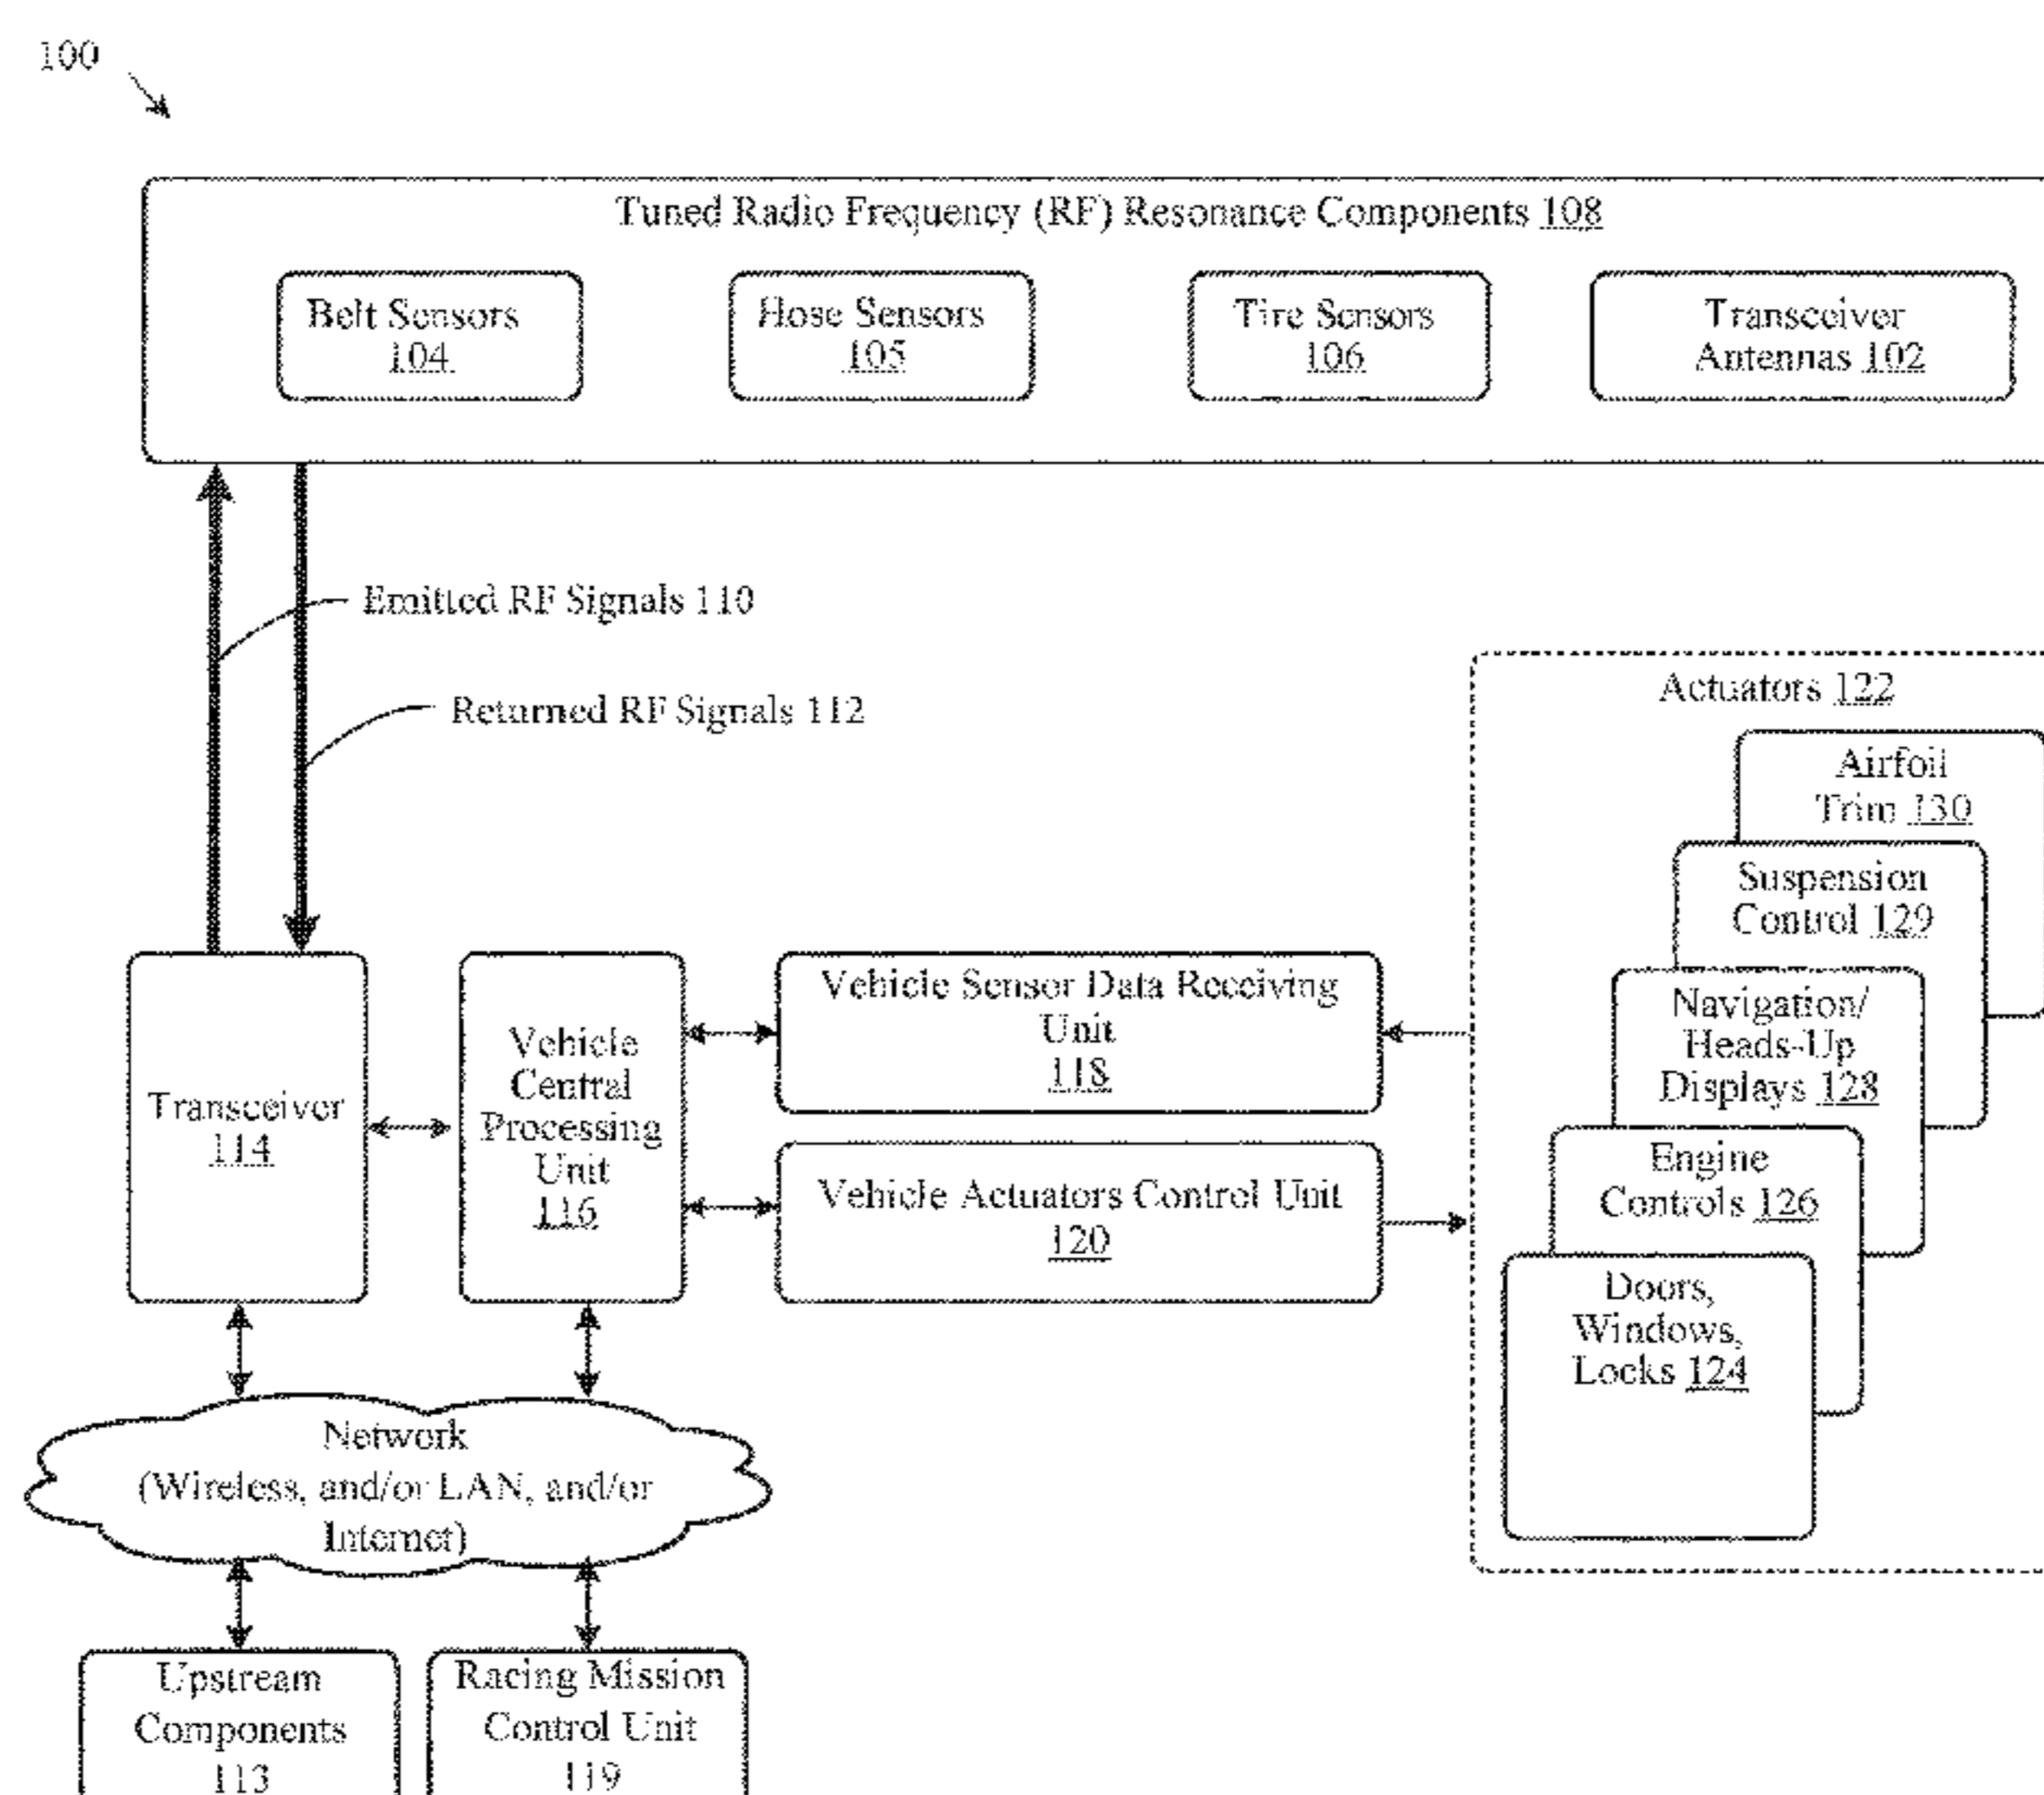 100
Tuned Radio Frequency (RF) Resonance Components 108
Belt Sensors
104
Hose Sensors
105
Tire Sensors
106
Transceiver
Antennas 102
Emitted RF Signals 110
Returned RF Signals 112
Actuators 122
Airfoil
Trim 130
Suspension
Control 129
Navigation/
Heads-Up
Displays 128
Engine
Controls 126
Doors,
Windows,
Locks 124
Transceiver
114
Vehicle
Central
Processing
Unit
116
Vehicle Sensor Data Receiving
Unit
118
Vehicle Actuators Control Unit
120
Network
(Wireless, and/or LAN, and/or
Internet)
Upstream
Components
113
Racing Mission
Control Unit
119